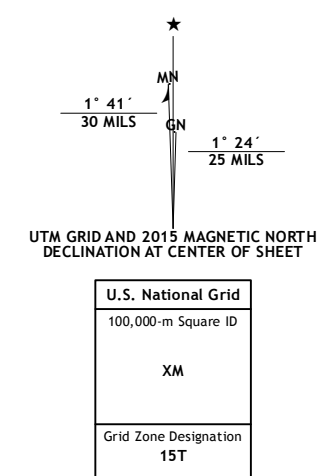 ★
MN
1° 41´
30 MILS
GN
1° 24´
25 MILS
UTM GRID AND 2015 MAGNETIC NORTH
DECLINATION AT CENTER OF SHEET
U.S. National Grid
100,000-m Square ID
XM
Grid Zone Designation
15T